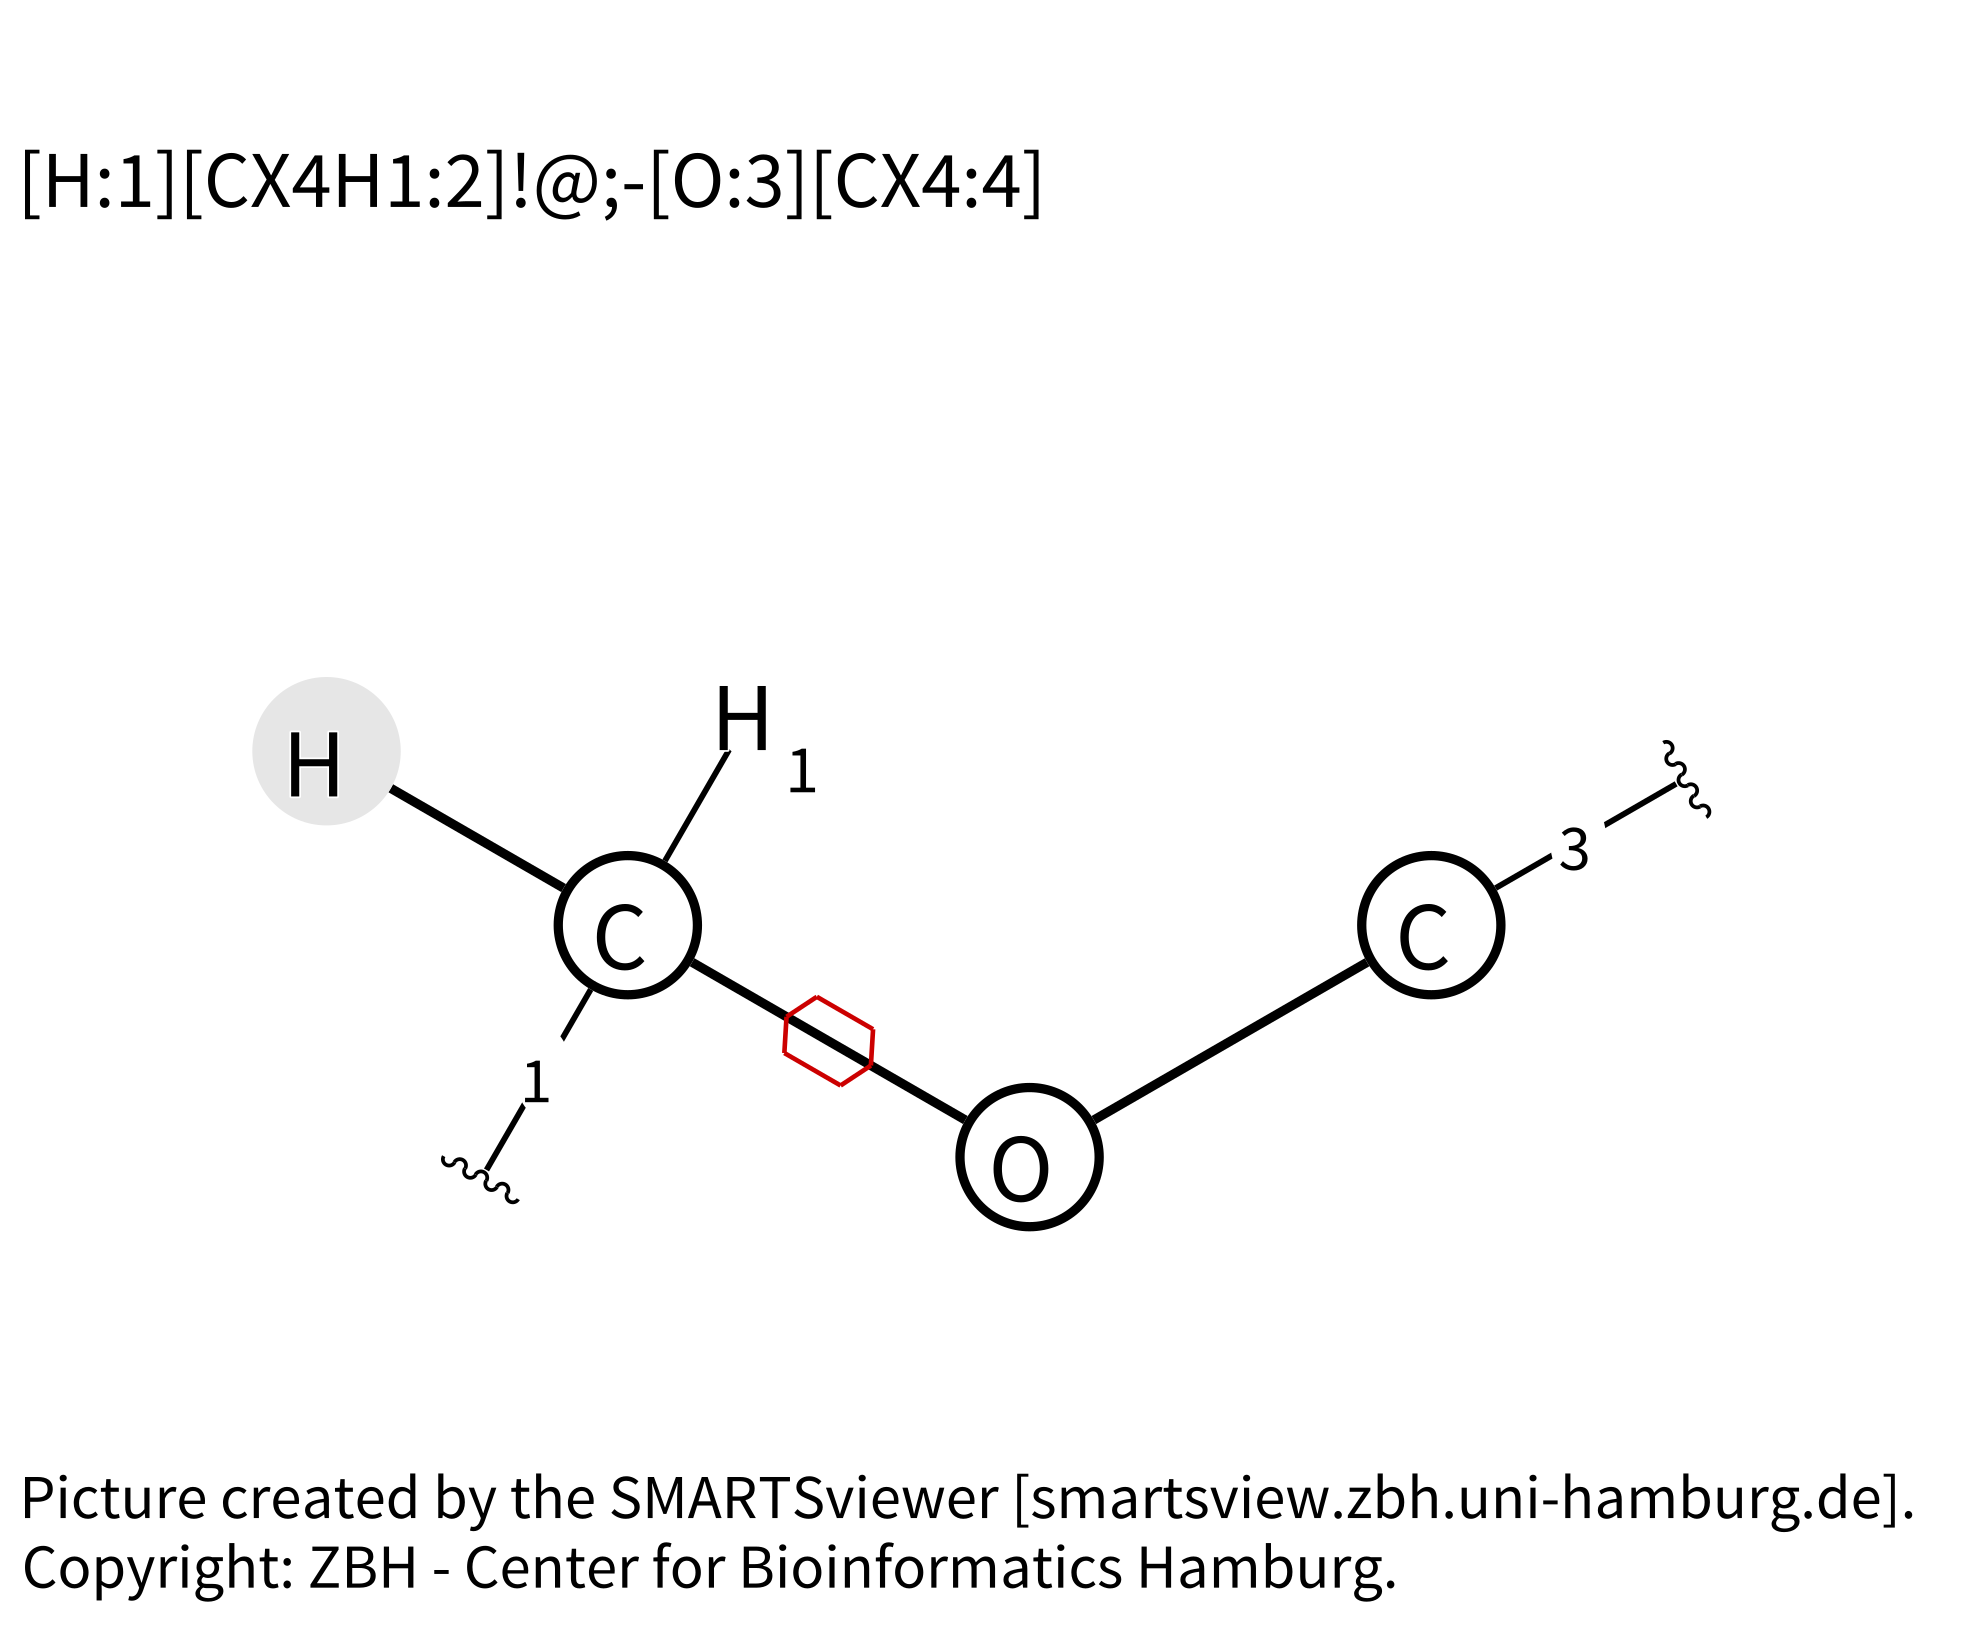 [H:1][CX4H1:2]!@;-[O:3][CX4:4]
H
1
H
C
C
3
1
O
Picture created by the SMARTSviewer [smartsview.zbh.uni-hamburg.de].
Copyright: ZBH - Center for Bioinformatics Hamburg.